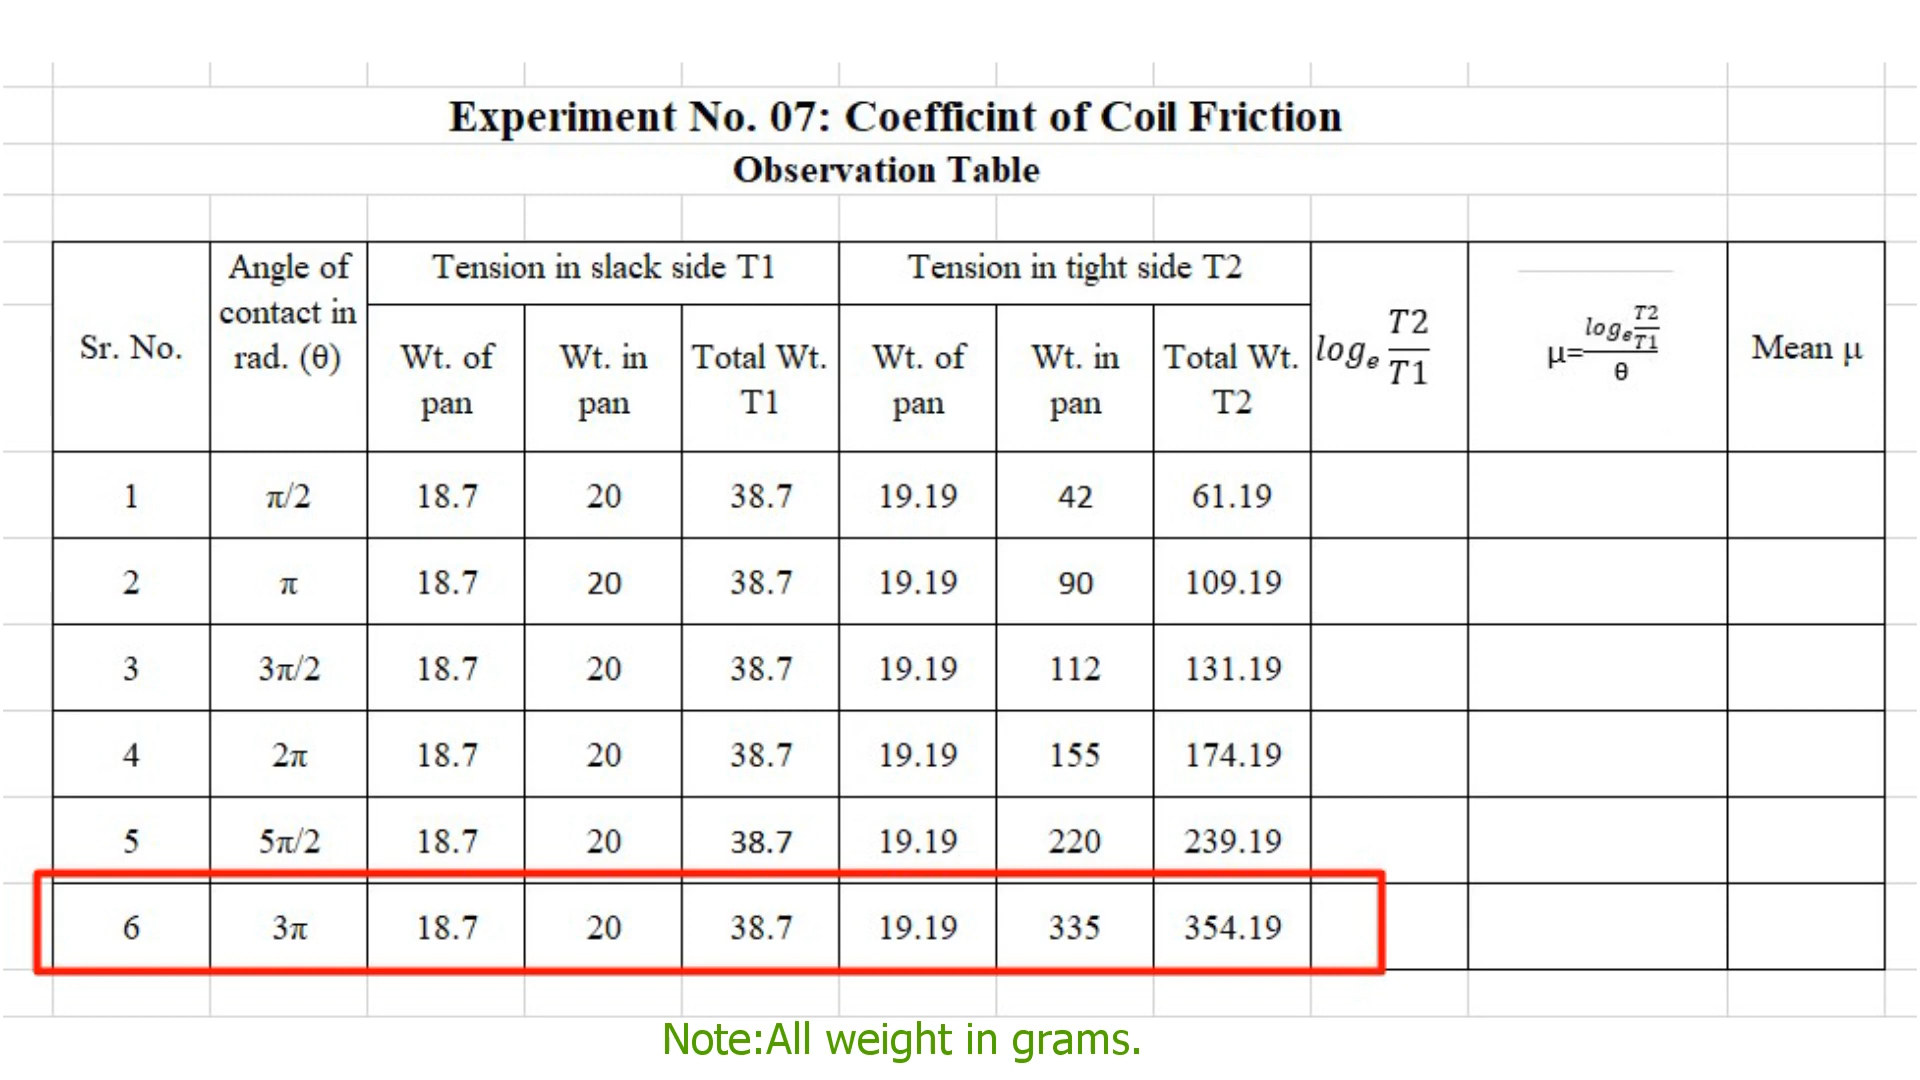 Experiment No. 07: Coefficint of Coil Friction
Observation Table
Sr. No. Angle of contact in rad. (θ) Tension in slack side T1 Tension in tight side T2 logₑ T2/T1 μ=logₑ T2/T1 / θ Mean μ
Wt. of pan Wt. in pan Total Wt. T1 Wt. of pan Wt. in pan Total Wt. T2
1 π/2 18.7 20 38.7 19.19 42 61.19
2 π 18.7 20 38.7 19.19 90 109.19
3 3π/2 18.7 20 38.7 19.19 112 131.19
4 2π 18.7 20 38.7 19.19 155 174.19
5 5π/2 18.7 20 38.7 19.19 220 239.19
6 3π 18.7 20 38.7 19.19 335 354.19
Note:All weight in grams.